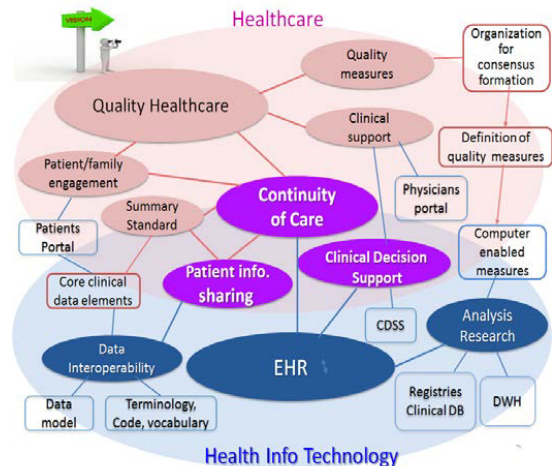 Healthcare
VISION
Quality
measures
Organization
for
consensus
formation
Quality Healthcare
Clinical
support
Definition of
quality measures
Patient/family
engagement
Continuity
of Care
Physicians
portal
Summary
Standard
Patients
Portal
Computer
enabled
measures
Clinical Decision
Support
Patient info.
sharing
Core clinical
data elements
CDSS
Analysis
Research
Data
Interoperability
EHR
Registries
Clinical DB
DWH
Data
model
Terminology,
Code, vocabulary
Health Info Technology